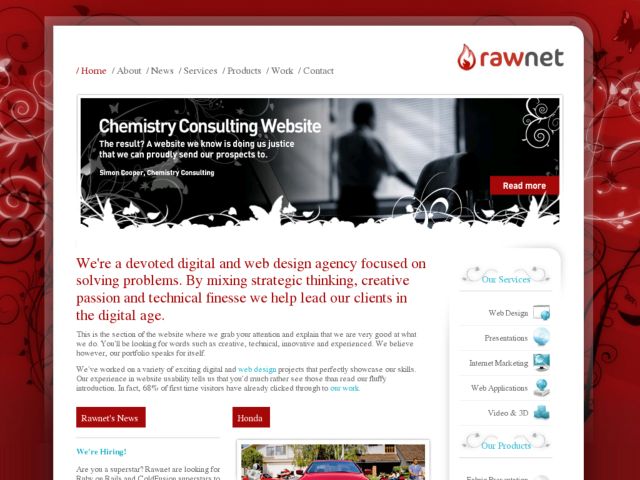 rawnet
/ Home / About / News / Services / Products / Work / Contact
Chemistry Consulting Website
The result? A website we know is doing us justice
that we can proudly send our prospects to.
Simon Cooper, Chemistry Consulting
Read more
We're a devoted digital and web design agency focused on
solving problems. By mixing strategic thinking, creative
passion and technical finesse we help lead our clients in
the digital age.
This is the section of the website where we grab your attention and explain that we are very good at what
we do. You'll be looking for words such as creative, technical, innovative and experienced. We believe
however, our portfolio speaks for itself.
We've worked on a variety of exciting digital and web design projects that perfectly showcase our skills.
Our experience in website usability tells us that you'd much rather see those than read our fluffy
introduction. In fact, 68% of first time visitors have already clicked through to our work.
Rawnet's News
Honda
We're Hiring!
Are you a superstar? Rawnet are looking for
Ruby on Rails and ColdFusion superstars to
Our Services
Web Design
Presentations
Internet Marketing
Web Applications
Video & 3D
Our Products